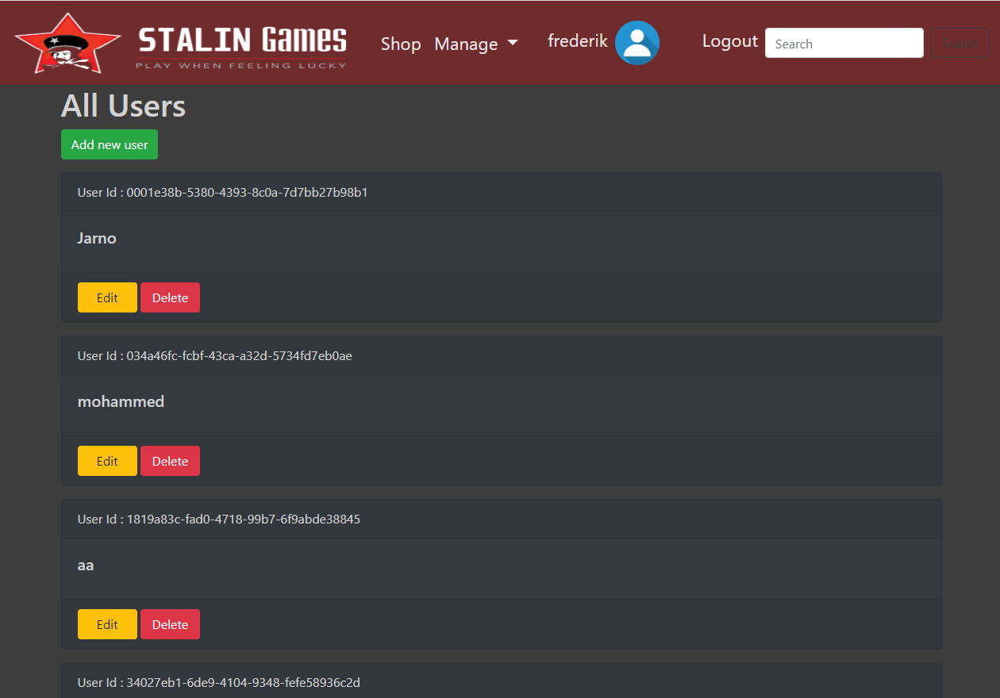 STALIN Games
PLAY WHEN FEELING LUCKY
Shop Manage frederik Logout Search Search
All Users
Add new user
User Id : 0001e38b-5380-4393-8c0a-7d7bb27b98b1
Jarno
Edit Delete
User Id : 034a46fc-fcbf-43ca-a32d-5734fd7eb0ae
mohammed
Edit Delete
User Id : 1819a83c-fad0-4718-99b7-6f9abde38845
aa
Edit Delete
User Id : 34027eb1-6de9-4104-9348-fefe58936c2d